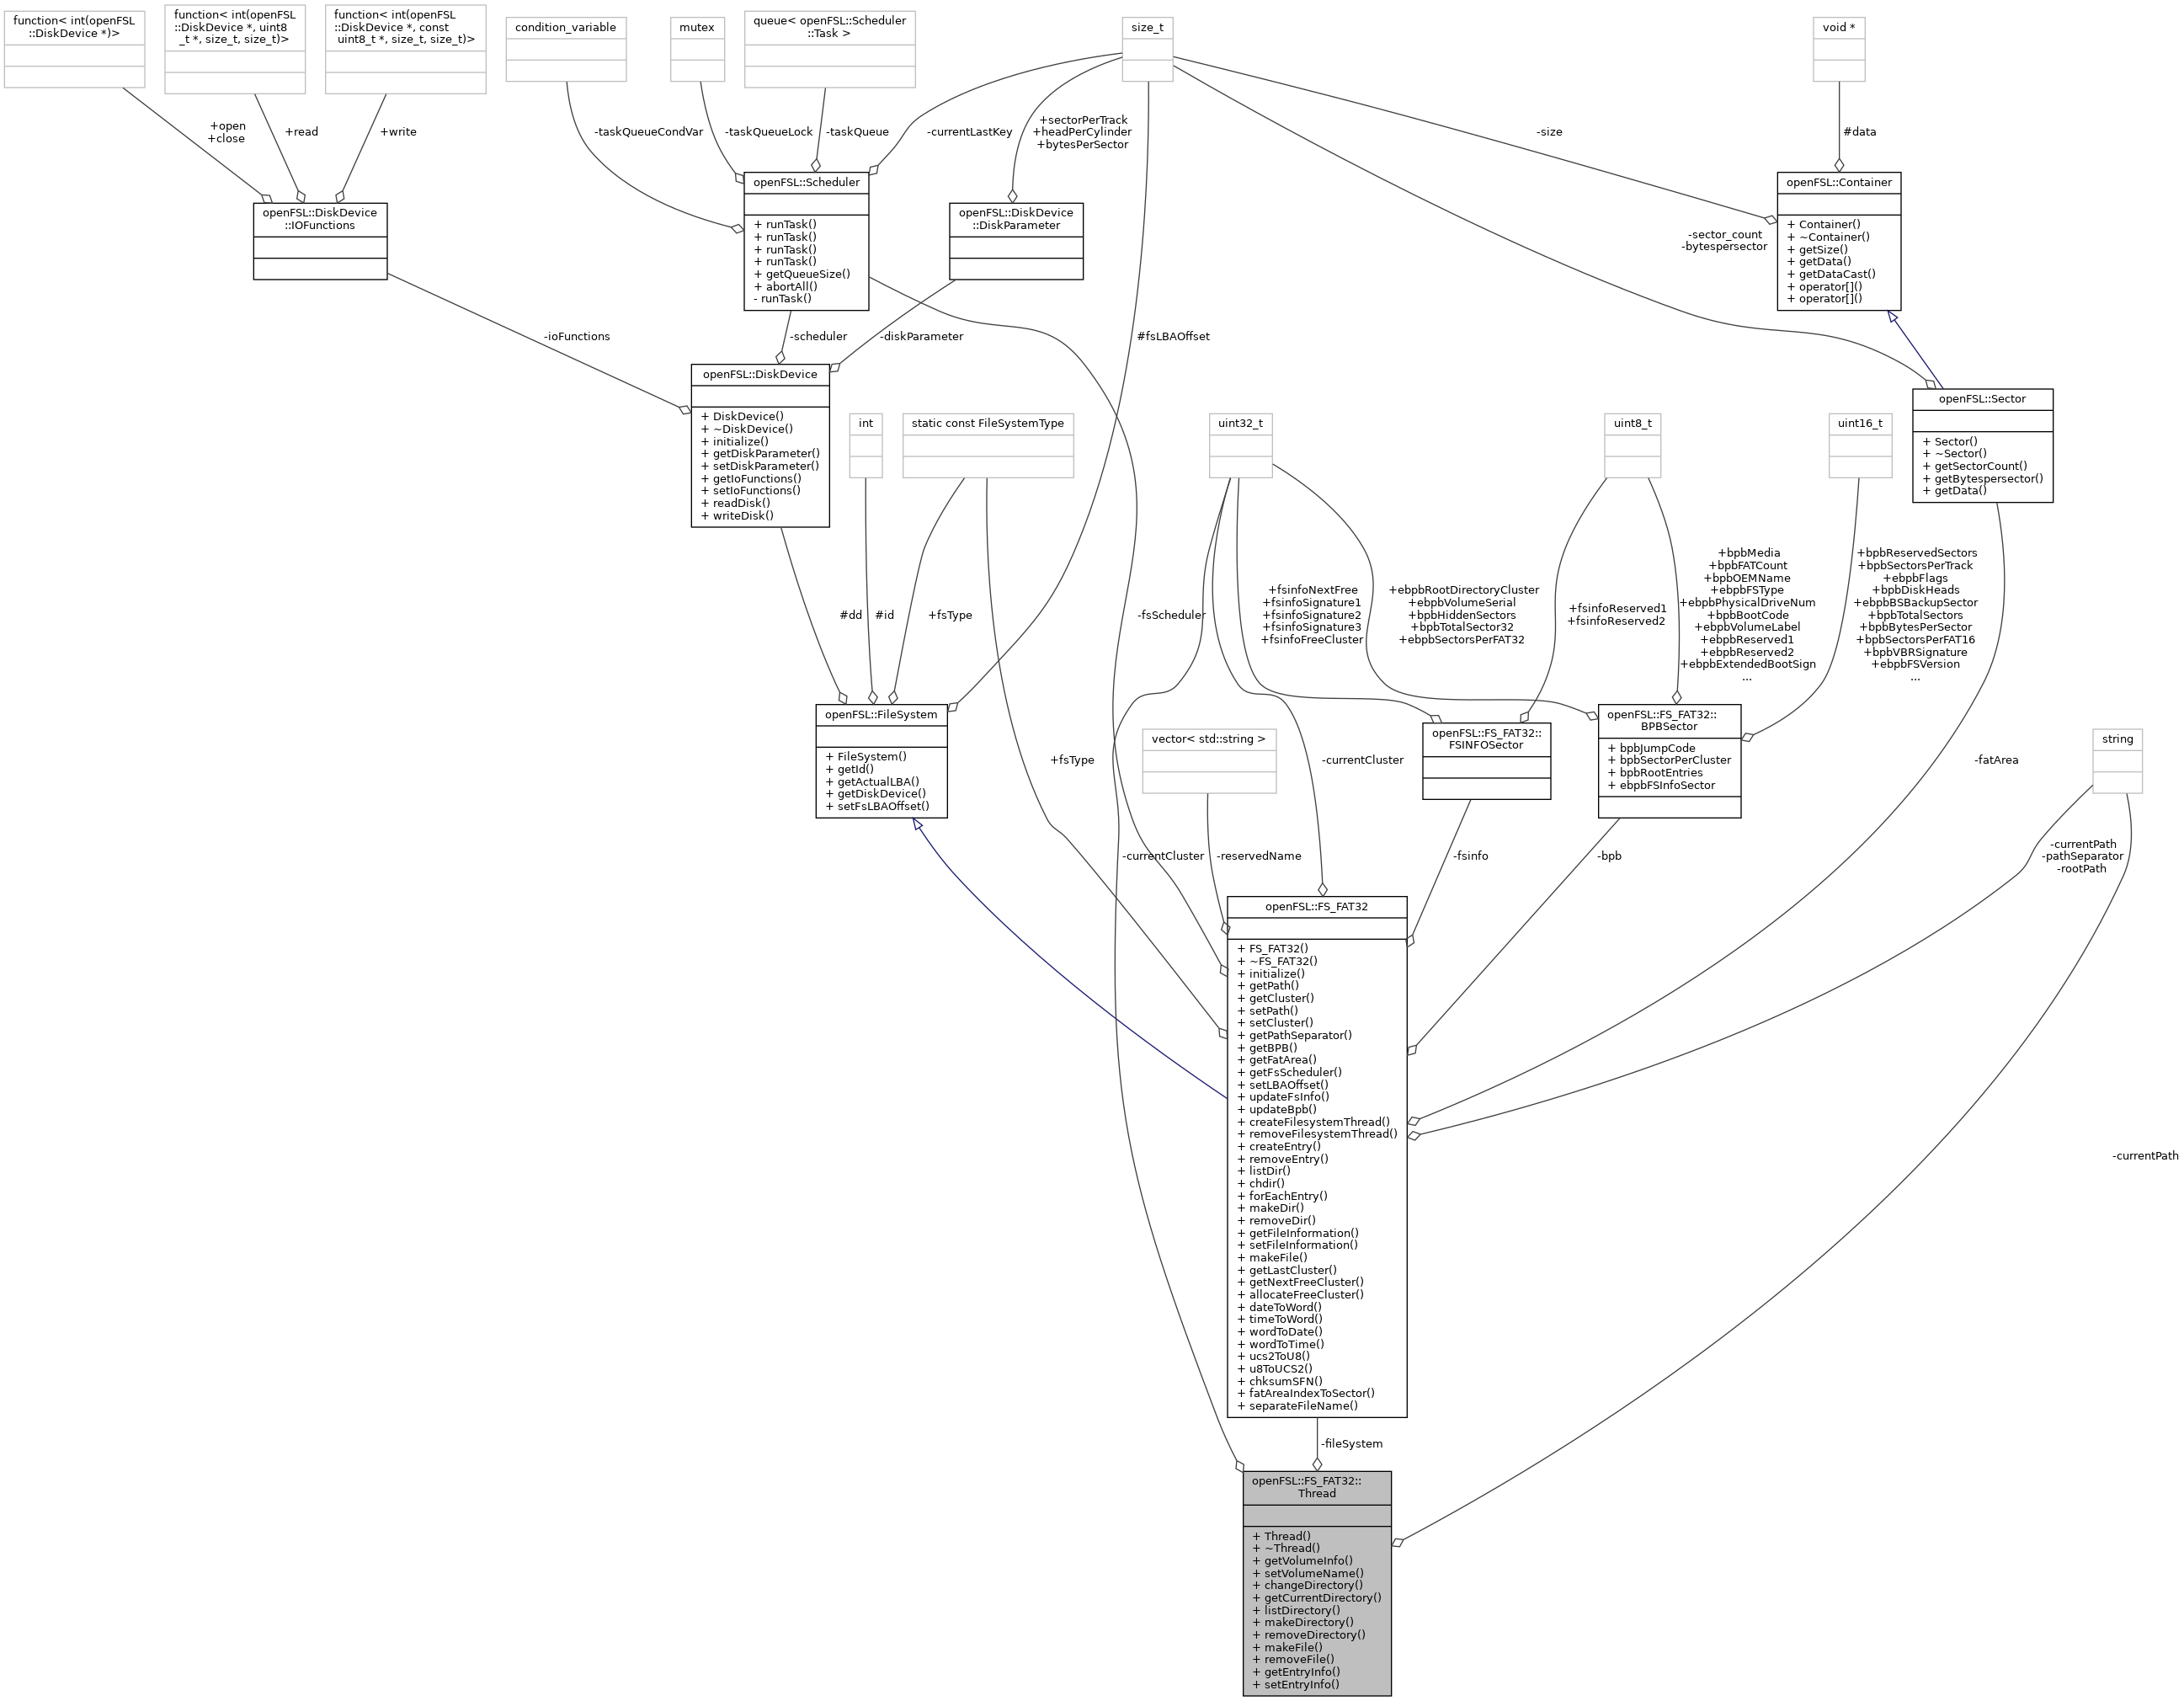 function< int(openFSL
::DiskDevice *)>
function< int(openFSL
::DiskDevice *, uint8
_t *, size_t, size_t)>
function< int(openFSL
::DiskDevice *, const
uint8_t *, size_t, size_t)>
condition_variable
mutex
queue< openFSL::Scheduler
::Task >
size_t
void *
+open
+close
+read
+write
-taskQueueCondVar
-taskQueueLock
-taskQueue
-currentLastKey
+sectorPerTrack
+headPerCylinder
+bytesPerSector
-size
#data
openFSL::DiskDevice
::IOFunctions
openFSL::Scheduler
+ runTask()
+ runTask()
+ runTask()
+ runTask()
+ getQueueSize()
+ abortAll()
- runTask()
openFSL::DiskDevice
::DiskParameter
-sector_count
-bytespersector
openFSL::Container
+ Container()
+ ~Container()
+ getSize()
+ getData()
+ getDataCast()
+ operator[]()
+ operator[]()
-ioFunctions
-scheduler
-diskParameter
#fsLBAOffset
openFSL::DiskDevice
+ DiskDevice()
+ ~DiskDevice()
+ initialize()
+ getDiskParameter()
+ setDiskParameter()
+ getIoFunctions()
+ setIoFunctions()
+ readDisk()
+ writeDisk()
int
static const FileSystemType
uint32_t
uint8_t
uint16_t
openFSL::Sector
+ Sector()
+ ~Sector()
+ getSectorCount()
+ getBytespersector()
+ getData()
#dd
#id
+fsType
-fsScheduler
+fsinfoNextFree
+fsinfoSignature1
+fsinfoSignature2
+fsinfoSignature3
+fsinfoFreeCluster
+ebpbRootDirectoryCluster
+ebpbVolumeSerial
+bpbHiddenSectors
+bpbTotalSector32
+ebpbSectorsPerFAT32
+fsinfoReserved1
+fsinfoReserved2
+bpbMedia
+bpbFATCount
+bpbOEMName
+ebpbFSType
+ebpbPhysicalDriveNum
+bpbBootCode
+ebpbVolumeLabel
+ebpbReserved1
+ebpbReserved2
+ebpbExtendedBootSign
...
+bpbReservedSectors
+bpbSectorsPerTrack
+ebpbFlags
+bpbDiskHeads
+ebpbBSBackupSector
+bpbTotalSectors
+bpbBytesPerSector
+bpbSectorsPerFAT16
+bpbVBRSignature
+ebpbFSVersion
...
openFSL::FileSystem
+ FileSystem()
+ getId()
+ getActualLBA()
+ getDiskDevice()
+ setFsLBAOffset()
+fsType
vector< std::string >
-currentCluster
openFSL::FS_FAT32::
FSINFOSector
openFSL::FS_FAT32::
BPBSector
+ bpbJumpCode
+ bpbSectorPerCluster
+ bpbRootEntries
+ ebpbFSInfoSector
-fatArea
string
-currentCluster
-reservedName
-fsinfo
-bpb
-currentPath
-pathSeparator
-rootPath
openFSL::FS_FAT32
+ FS_FAT32()
+ ~FS_FAT32()
+ initialize()
+ getPath()
+ getCluster()
+ setPath()
+ setCluster()
+ getPathSeparator()
+ getBPB()
+ getFatArea()
+ getFsScheduler()
+ setLBAOffset()
+ updateFsInfo()
+ updateBpb()
+ createFilesystemThread()
+ removeFilesystemThread()
+ createEntry()
+ removeEntry()
+ listDir()
+ chdir()
+ forEachEntry()
+ makeDir()
+ removeDir()
+ getFileInformation()
+ setFileInformation()
+ makeFile()
+ getLastCluster()
+ getNextFreeCluster()
+ allocateFreeCluster()
+ dateToWord()
+ timeToWord()
+ wordToDate()
+ wordToTime()
+ ucs2ToU8()
+ u8ToUCS2()
+ chksumSFN()
+ fatAreaIndexToSector()
+ separateFileName()
-currentPath
-fileSystem
openFSL::FS_FAT32::
Thread
+ Thread()
+ ~Thread()
+ getVolumeInfo()
+ setVolumeName()
+ changeDirectory()
+ getCurrentDirectory()
+ listDirectory()
+ makeDirectory()
+ removeDirectory()
+ makeFile()
+ removeFile()
+ getEntryInfo()
+ setEntryInfo()